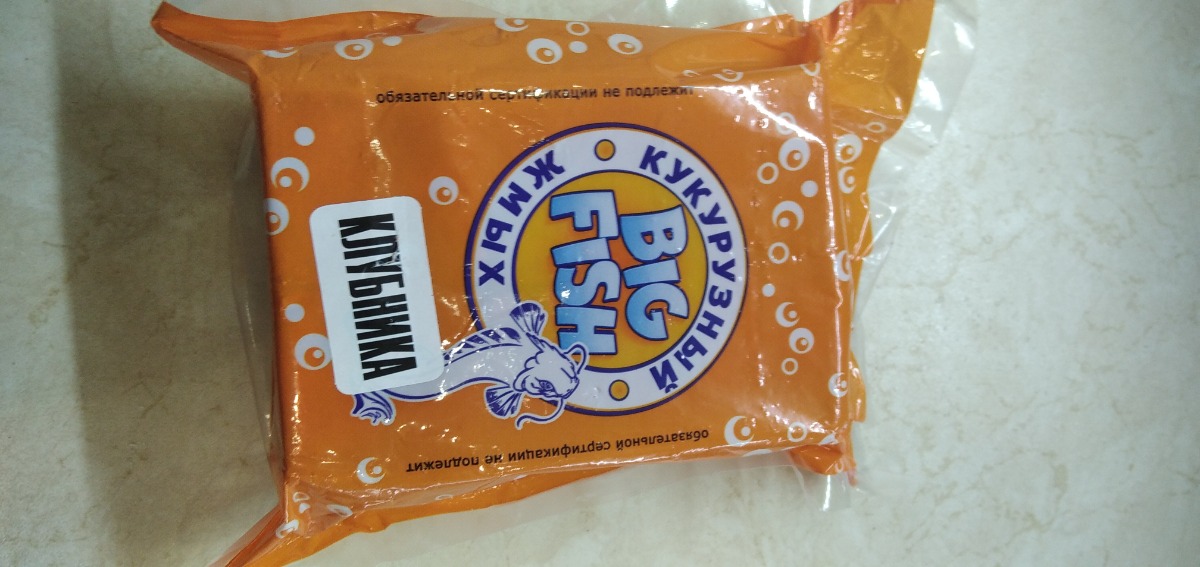 обязательной сертификации не подлежит
КУКУРУЗНЫЙ
ЖМЫХ
BIG
FISH
КЛУБНИКА
обязательной сертификации не подлежит